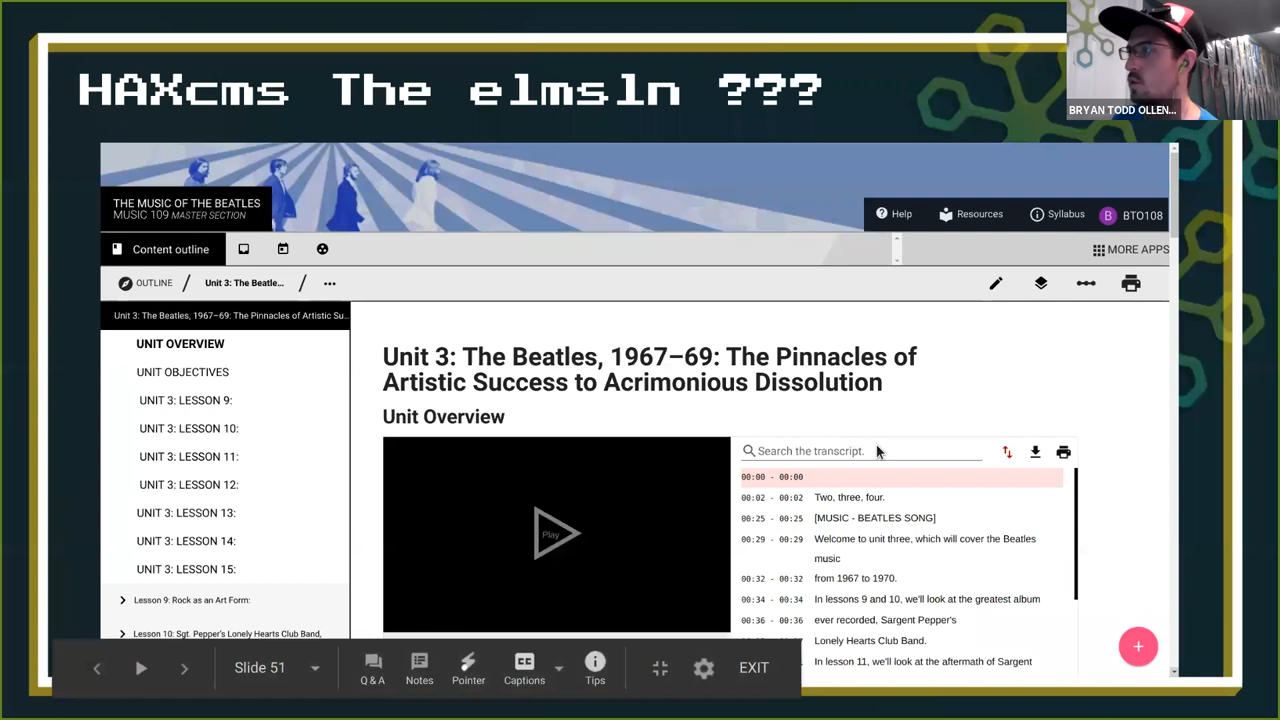 HAXcms The elmsln ???
BRYAN TODD OLLEN...
THE MUSIC OF THE BEATLES
MUSIC 109 MASTER SECTION
Help
Resources
Syllabus
B
BTO108
Content outline
MORE APPS
OUTLINE / Unit 3: The Beatle... / ...
Unit 3: The Beatles, 1967–69: The Pinnacles of Artistic Su...
UNIT OVERVIEW
UNIT OBJECTIVES
UNIT 3: LESSON 9:
UNIT 3: LESSON 10:
UNIT 3: LESSON 11:
UNIT 3: LESSON 12:
UNIT 3: LESSON 13:
UNIT 3: LESSON 14:
UNIT 3: LESSON 15:
Lesson 9: Rock as an Art Form:
Lesson 10: Sgt. Pepper's Lonely Hearts Club Band,
Unit 3: The Beatles, 1967–69: The Pinnacles of
Artistic Success to Acrimonious Dissolution
Unit Overview
Play
Search the transcript.
00:00 - 00:00
00:02 - 00:02 Two, three, four.
00:25 - 00:25 [MUSIC - BEATLES SONG]
00:29 - 00:29 Welcome to unit three, which will cover the Beatles
music
00:32 - 00:32 from 1967 to 1970.
00:34 - 00:34 In lessons 9 and 10, we'll look at the greatest album
00:36 - 00:36 ever recorded, Sargent Pepper's
Lonely Hearts Club Band.
In lesson 11, we'll look at the aftermath of Sargent
+
Slide 51
Q & A
Notes
Pointer
CC
Captions
Tips
EXIT